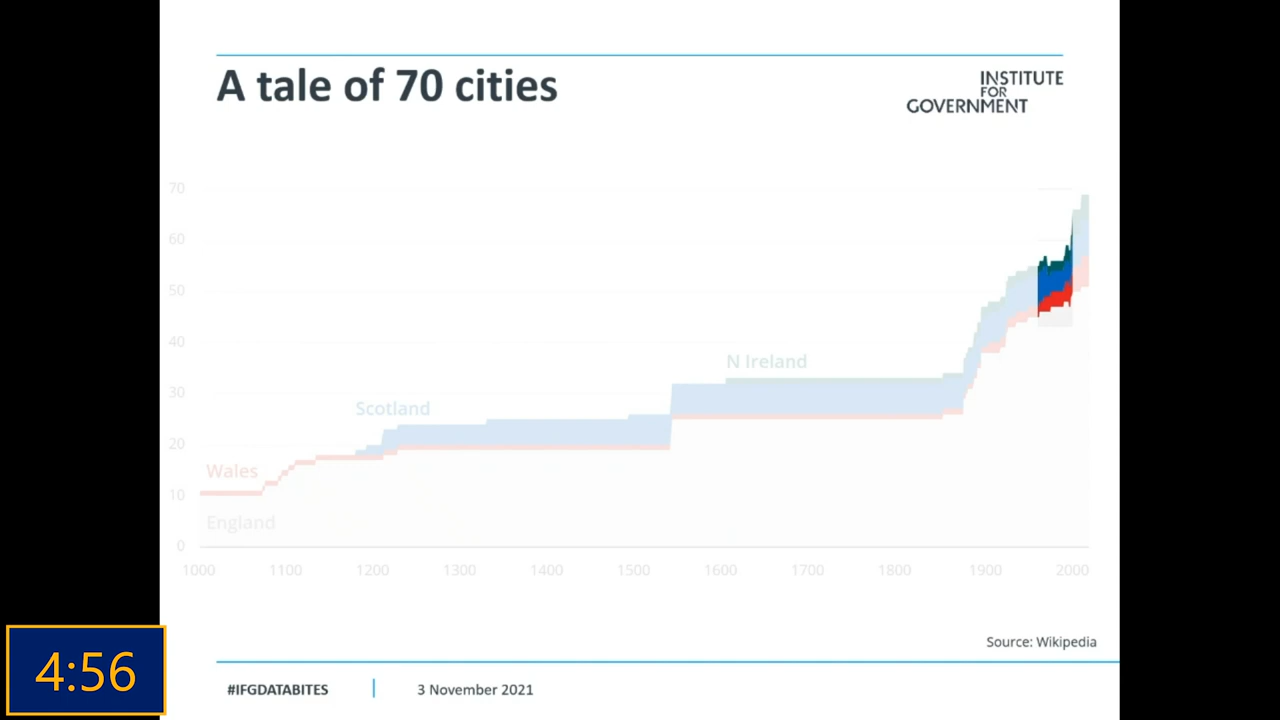 A tale of 70 cities
INSTITUTE
FOR
GOVERNMENT
70
60
50
40
30
20
10
0
N Ireland
Scotland
Wales
England
1000 1100 1200 1300 1400 1500 1600 1700 1800 1900 2000
Source: Wikipedia
4:56
#IFGDATABITES
3 November 2021